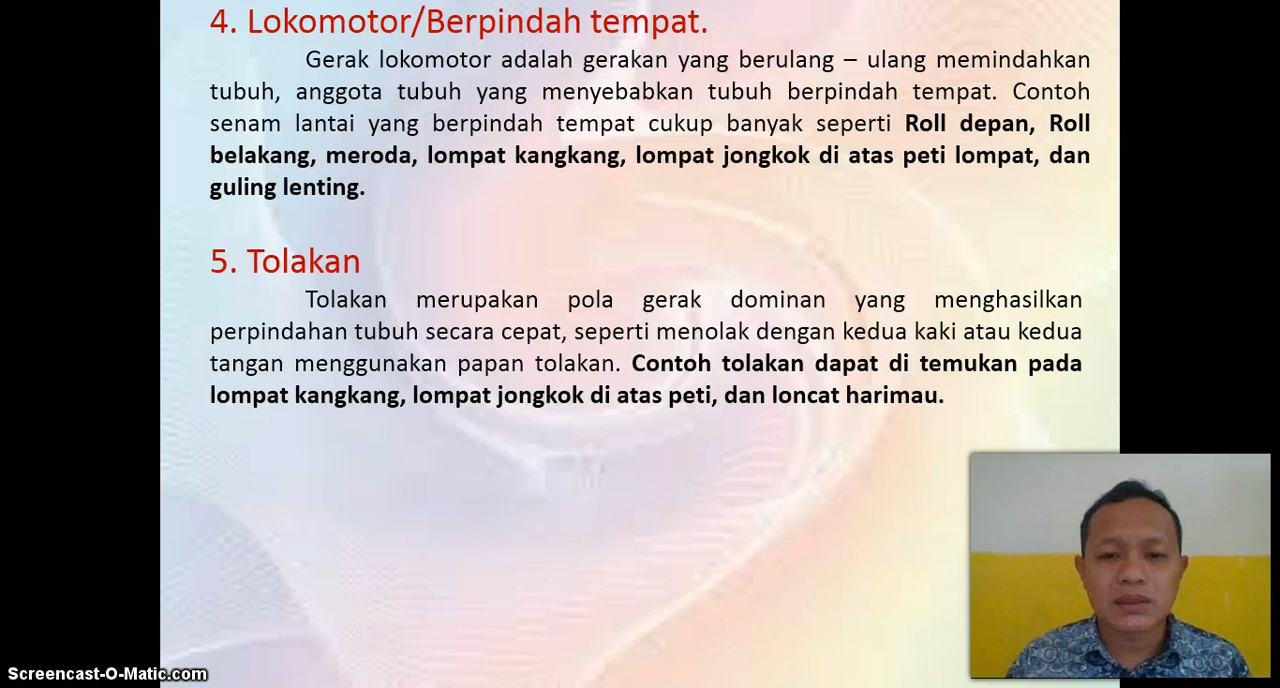 4. Lokomotor/Berpindah tempat.
Gerak lokomotor adalah gerakan yang berulang – ulang memindahkan
tubuh, anggota tubuh yang menyebabkan tubuh berpindah tempat. Contoh
senam lantai yang berpindah tempat cukup banyak seperti Roll depan, Roll
belakang, meroda, lompat kangkang, lompat jongkok di atas peti lompat, dan
guling lenting.
5. Tolakan
Tolakan merupakan pola gerak dominan yang menghasilkan
perpindahan tubuh secara cepat, seperti menolak dengan kedua kaki atau kedua
tangan menggunakan papan tolakan. Contoh tolakan dapat di temukan pada
lompat kangkang, lompat jongkok di atas peti, dan loncat harimau.
Screencast-O-Matic.com